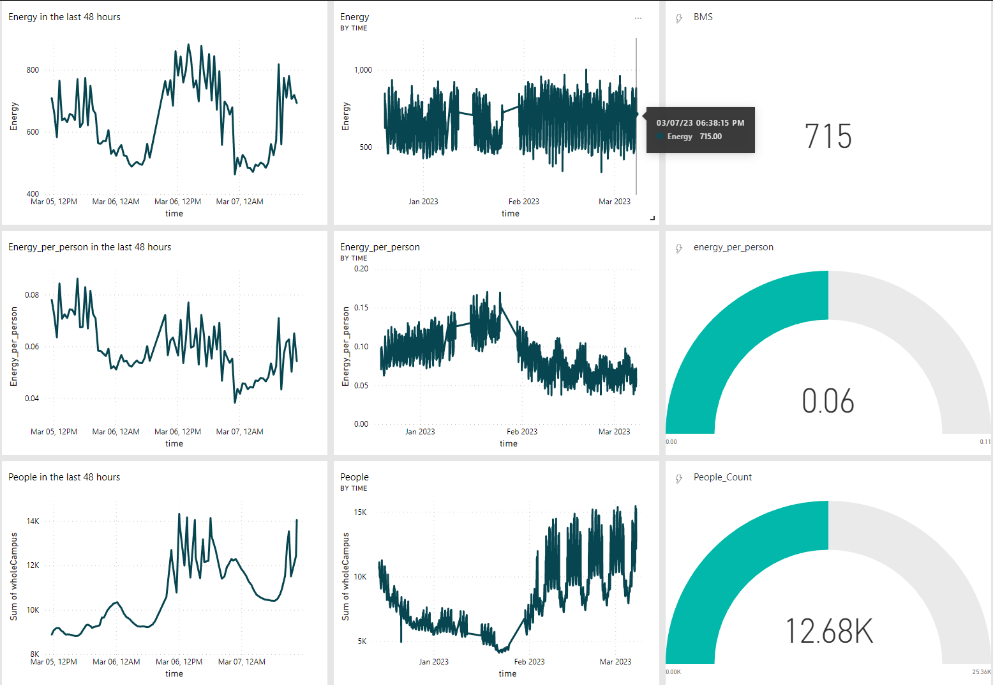 Energy in the last 48 hours
800
600
400
Energy
Mar 05, 12PM Mar 06, 12AM Mar 06, 12PM Mar 07, 12AM
time
Energy
BY TIME
...
1,000
500
Energy
Jan 2023 Feb 2023 Mar 2023
time
03/07/23 06:38:15 PM
Energy 715.00
BMS
715
Energy_per_person in the last 48 hours
0.08
0.06
0.04
Energy_per_person
Mar 05, 12PM Mar 06, 12AM Mar 06, 12PM Mar 07, 12AM
time
Energy_per_person
BY TIME
0.20
0.15
0.10
0.05
0.00
Energy_per_person
Jan 2023 Feb 2023 Mar 2023
time
energy_per_person
0.06
0.00 0.11
People in the last 48 hours
14K
12K
10K
8K
Sum of wholeCampus
Mar 05, 12PM Mar 06, 12AM Mar 06, 12PM Mar 07, 12AM
time
People
BY TIME
15K
10K
5K
Sum of wholeCampus
Jan 2023 Feb 2023 Mar 2023
time
People_Count
12.68K
0.00K 25.36K